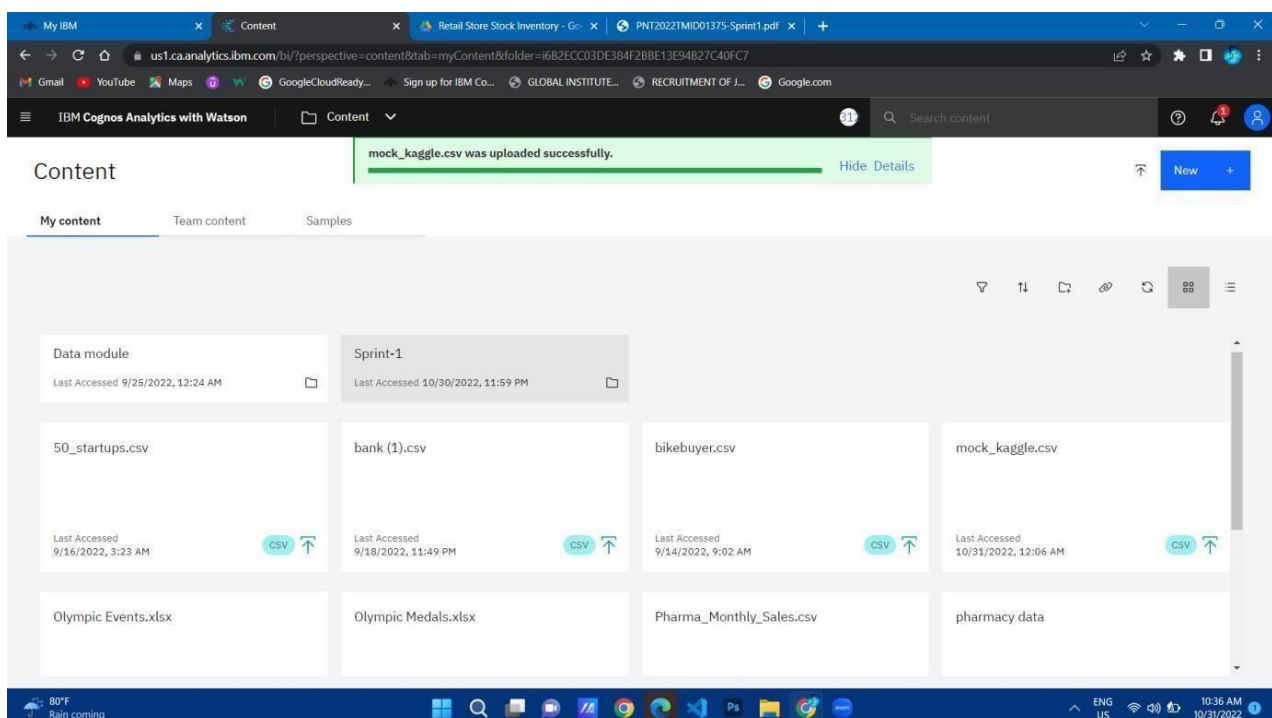 My IBM
Content
Retail Store Stock Inventory - Go
PNT2022TMID01375-Sprint1.pdf
us1.ca.analytics.ibm.com/bi/?perspective=content&tab=myContent&folder=i6B2ECC03DE384F2BBE13E94B27C40FC7
Gmail YouTube Maps GoogleCloudReady... Sign up for IBM Co... GLOBAL INSTITUTE... RECRUITMENT OF J... Google.com
IBM Cognos Analytics with Watson Content Search content
mock_kaggle.csv was uploaded successfully.
Hide Details
Content
New +
My content Team content Samples
Data module
Last Accessed 9/25/2022, 12:24 AM
Sprint-1
Last Accessed 10/30/2022, 11:59 PM
50_startups.csv
Last Accessed
9/16/2022, 3:23 AM
CSV
bank (1).csv
Last Accessed
9/18/2022, 11:49 PM
CSV
bikebuyer.csv
Last Accessed
9/14/2022, 9:02 AM
CSV
mock_kaggle.csv
Last Accessed
10/31/2022, 12:06 AM
CSV
Olympic Events.xlsx
Olympic Medals.xlsx
Pharma_Monthly_Sales.csv
pharmacy data
80°F
Rain coming
Ps
zoom
ENG
US
10:36 AM
10/31/2022
1